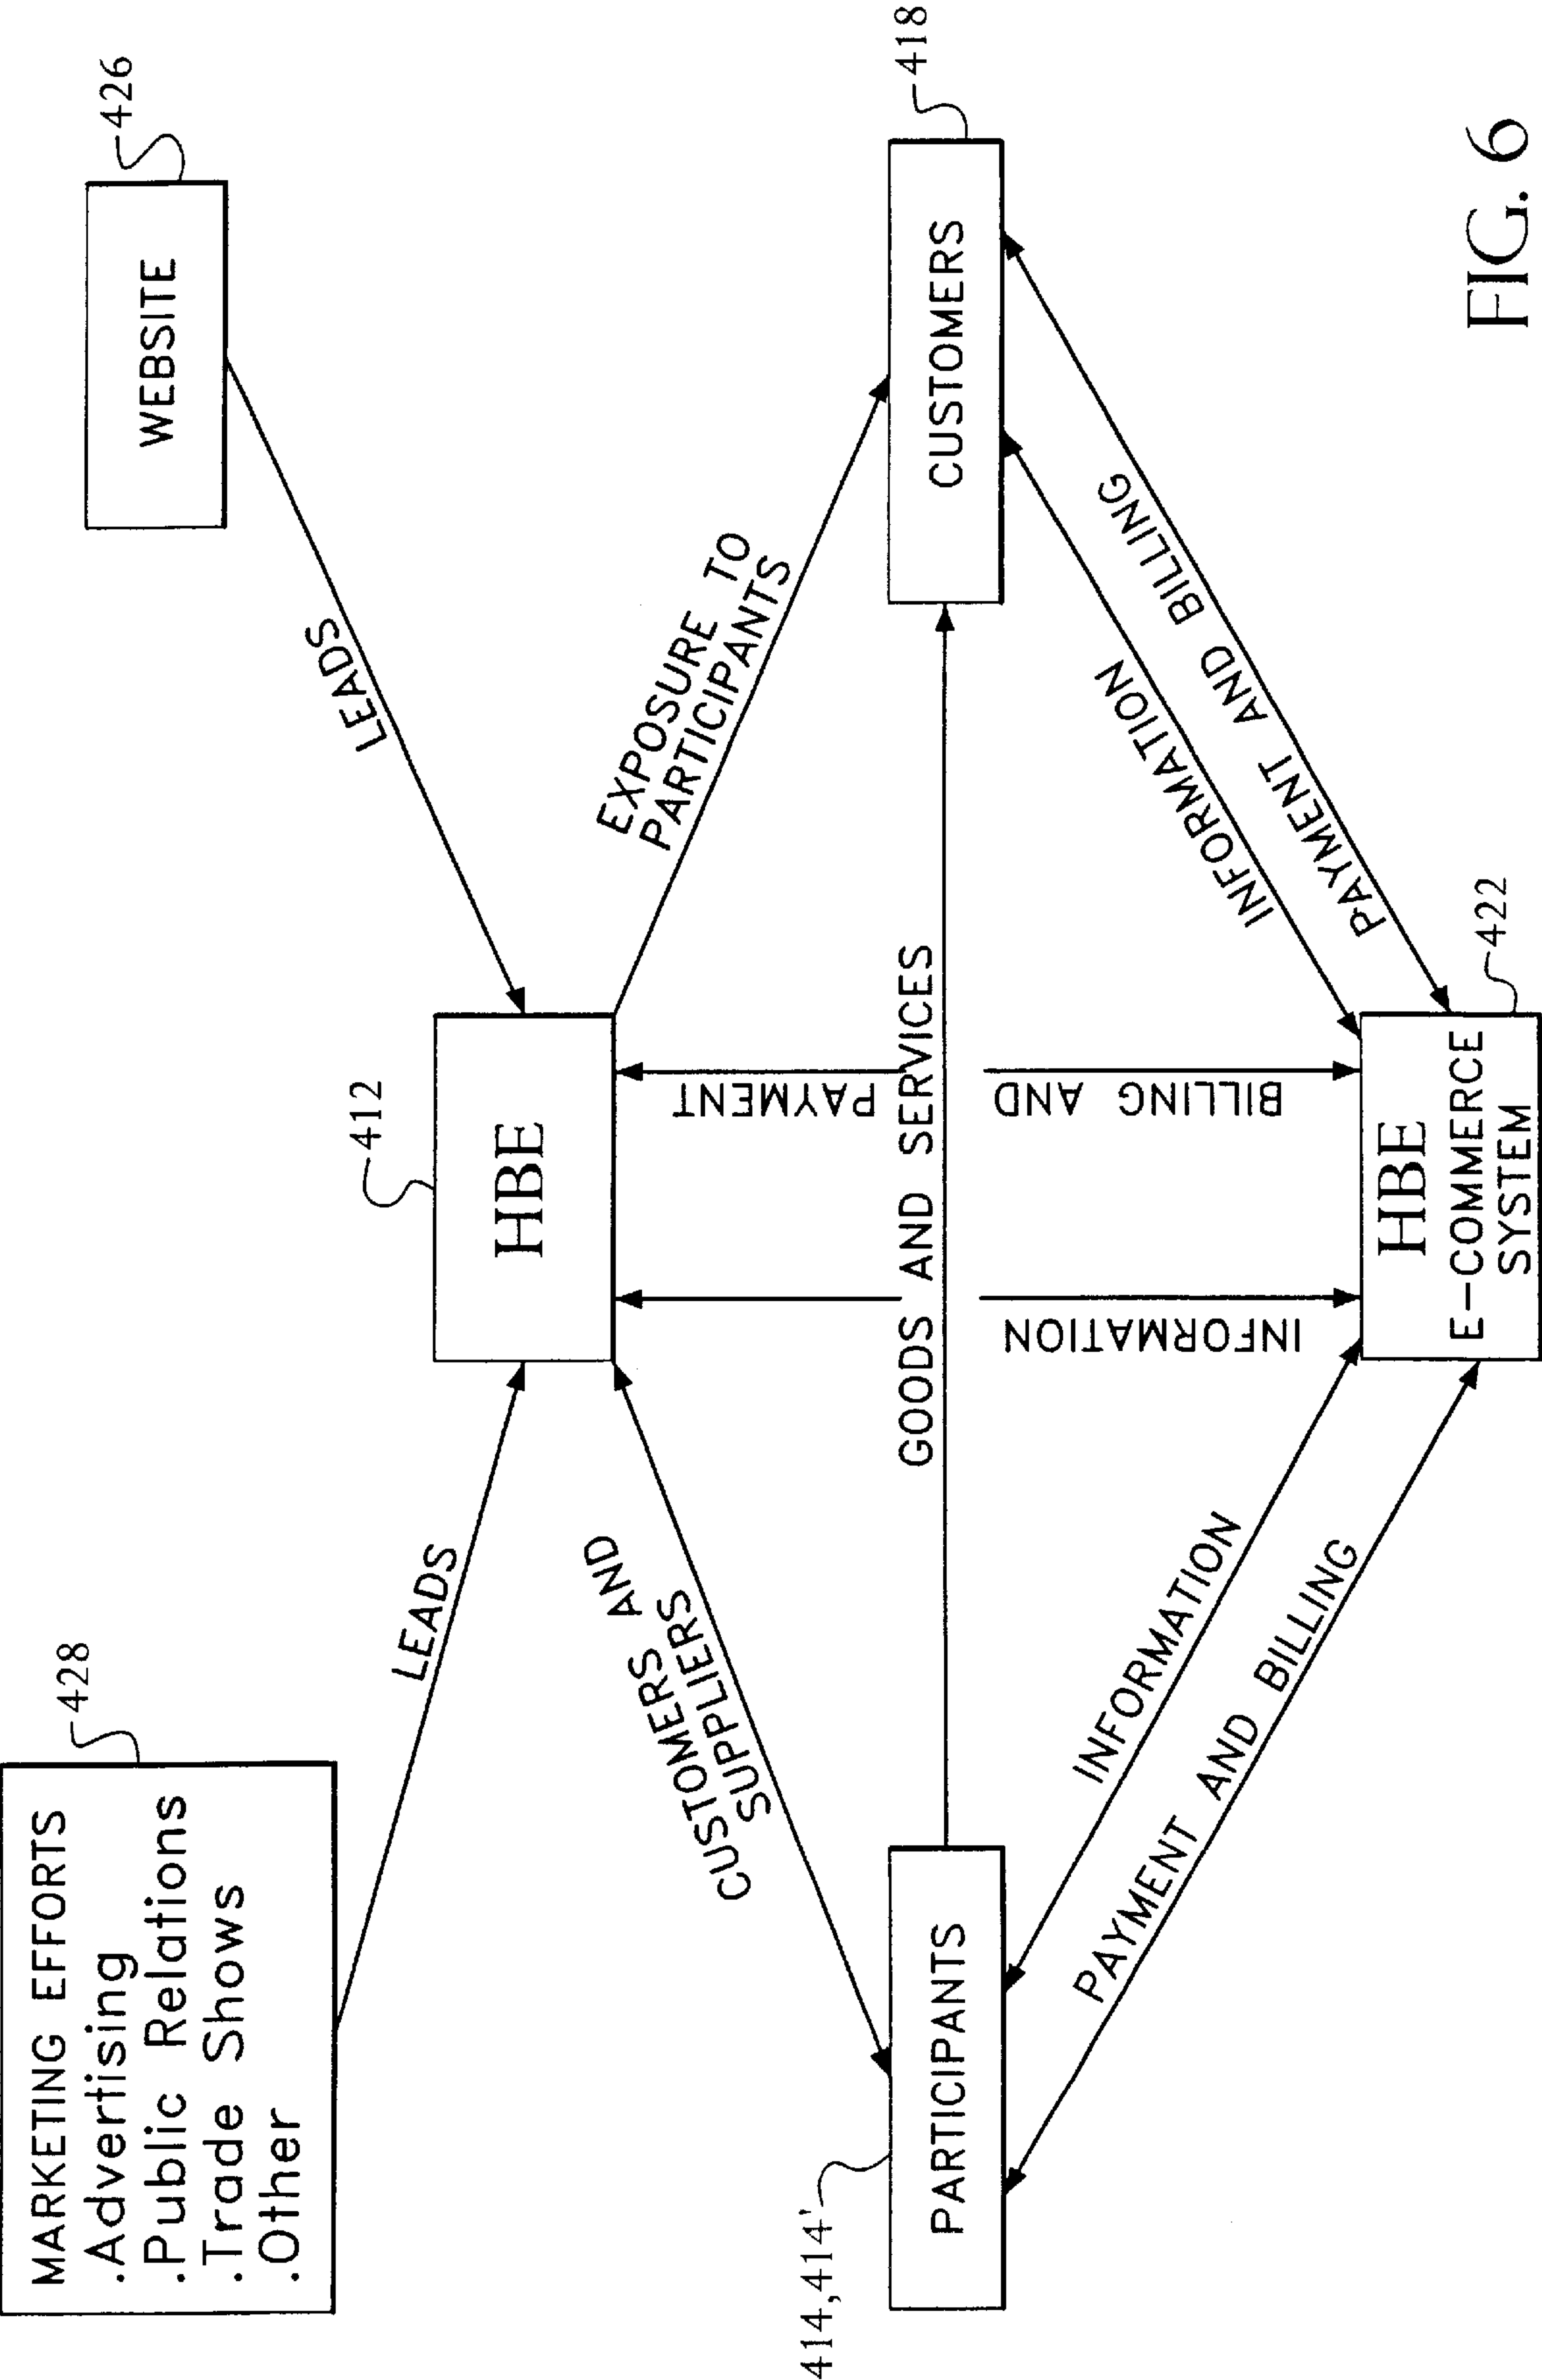 MARKETING EFFORTS
.Advertising
.Public Relations
.Trade Shows
.Other
428
WEBSITE
426
LEADS
LEADS
412
HBE
CUSTOMERS AND
SUPPLIERS
EXPOSURE TO
PARTICIPANTS
PAYMENT
414,414'
PARTICIPANTS
GOODS AND SERVICES
CUSTOMERS
418
INFORMATION
BILLING AND
INFORMATION
PAYMENT AND BILLING
INFORMATION
PAYMENT AND BILLING
HBE
E-COMMERCE
SYSTEM
422
FIG. 6